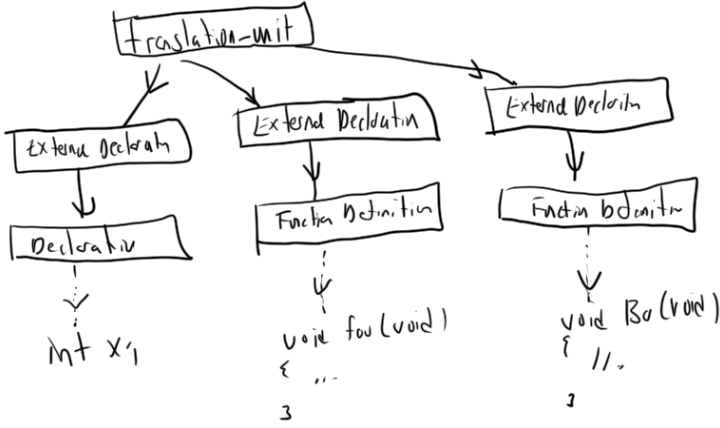 translation-unit
External Declaration
External Declaration
External Declaration
Declaration
Function Definition
Function Definition
int x;
void foo(void)
{ ...
}
void Ba(void)
{ //.
}